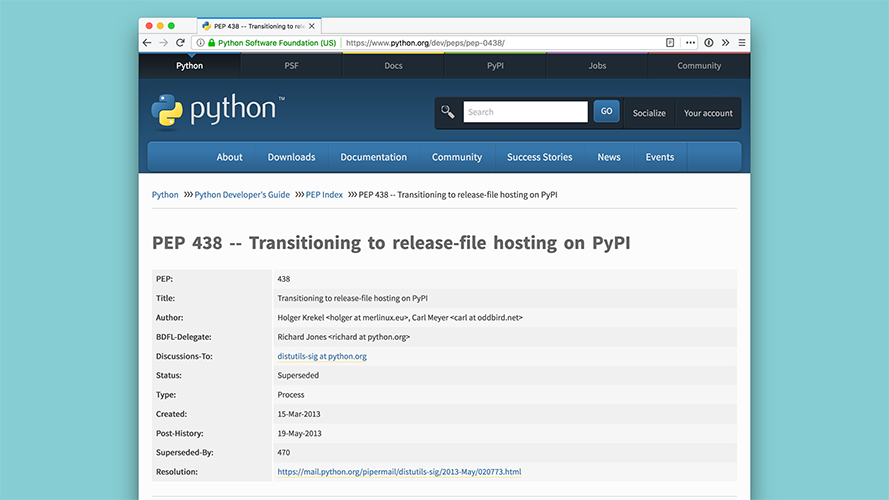 PEP 438 -- Transitioning to rele
Python Software Foundation (US)
https://www.python.org/dev/peps/pep-0438/
Python PSF Docs PyPI Jobs Community
python™
Search GO Socialize Your account
About Downloads Documentation Community Success Stories News Events
Python >>> Python Developer's Guide >>> PEP Index >>> PEP 438 -- Transitioning to release-file hosting on PyPI
PEP 438 -- Transitioning to release-file hosting on PyPI
PEP: 438
Title: Transitioning to release-file hosting on PyPI
Author: Holger Krekel <holger at merlinux.eu>, Carl Meyer <carl at oddbird.net>
BDFL-Delegate: Richard Jones <richard at python.org>
Discussions-To: distutils-sig at python.org
Status: Superseded
Type: Process
Created: 15-Mar-2013
Post-History: 19-May-2013
Superseded-By: 470
Resolution: https://mail.python.org/pipermail/distutils-sig/2013-May/020773.html